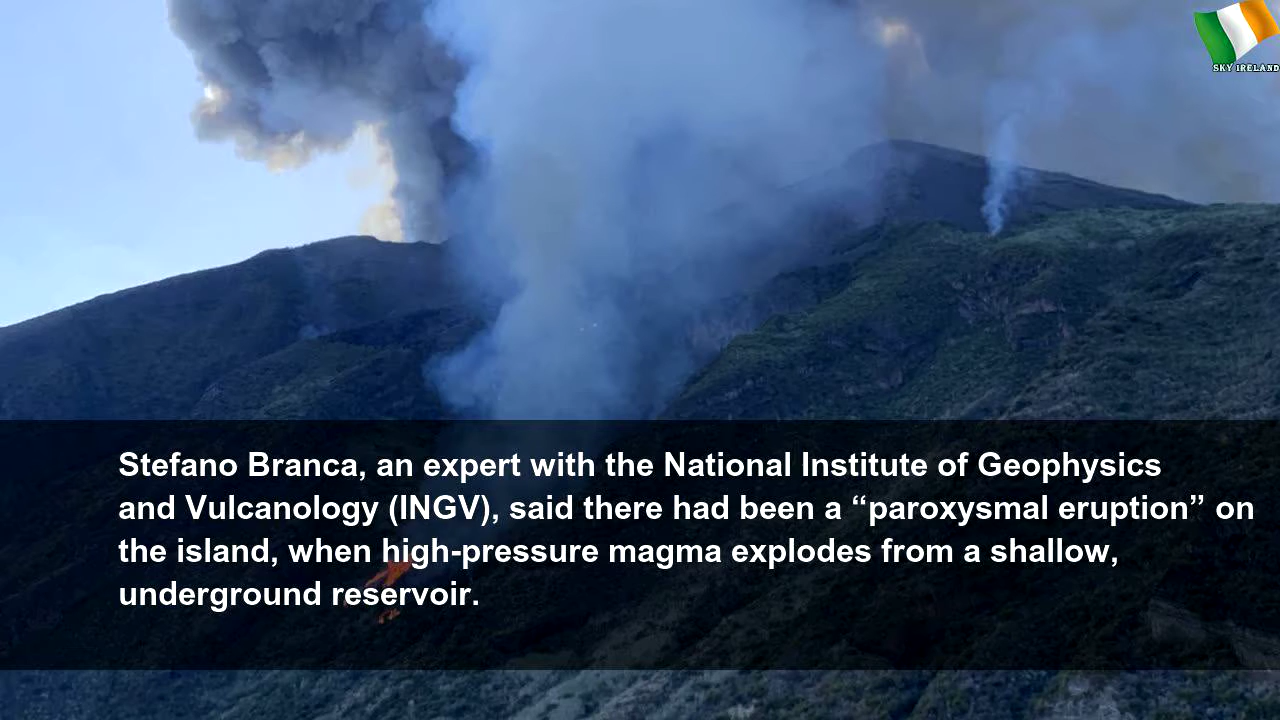 SKY IRELAND
Stefano Branca, an expert with the National Institute of Geophysics
and Vulcanology (INGV), said there had been a “paroxysmal eruption” on
the island, when high-pressure magma explodes from a shallow,
underground reservoir.